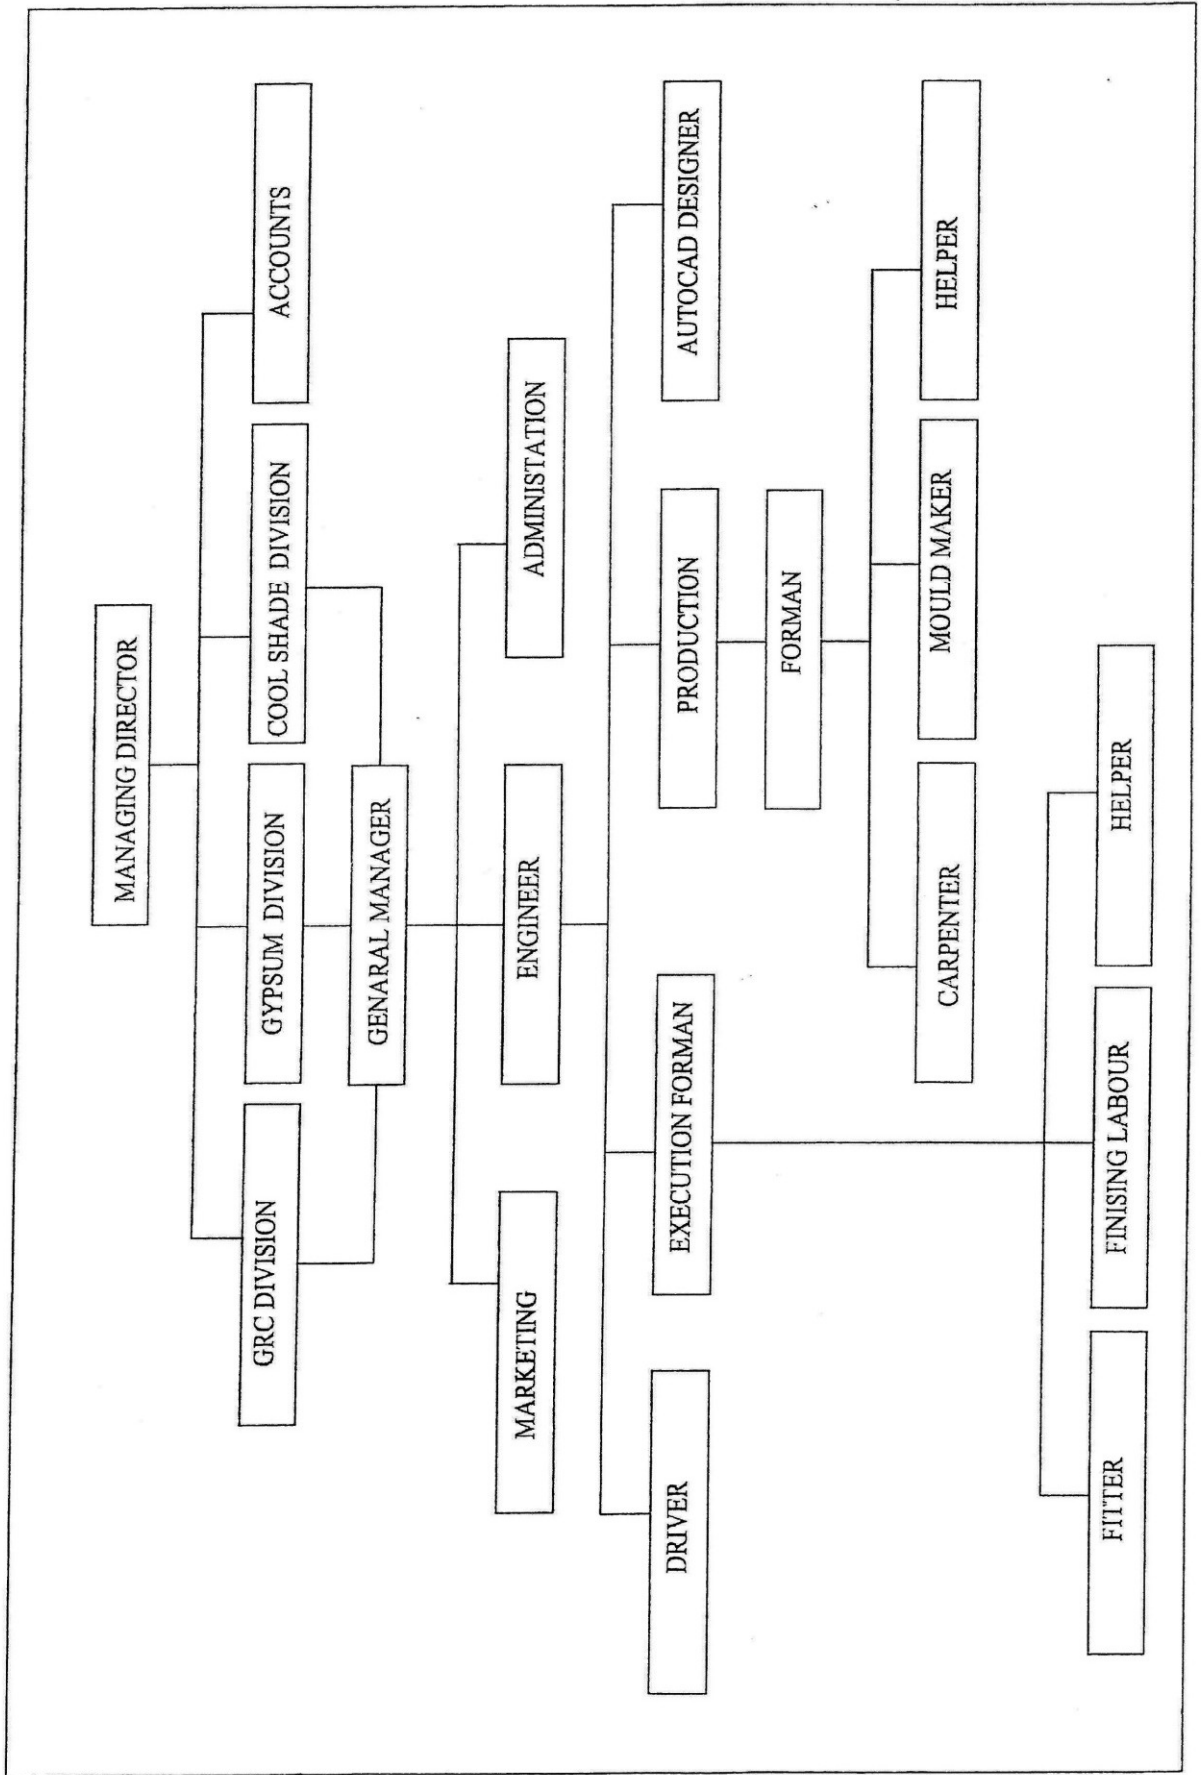 MANAGING DIRECTOR
GRC DIVISION
GYPSUM DIVISION
COOL SHADE DIVISION
ACCOUNTS
GENARAL MANAGER
MARKETING
ENGINEER
ADMINISTATION
DRIVER
EXECUTION FORMAN
PRODUCTION
AUTOCAD DESIGNER
FORMAN
CARPENTER
MOULD MAKER
HELPER
FITTER
FINISING LABOUR
HELPER